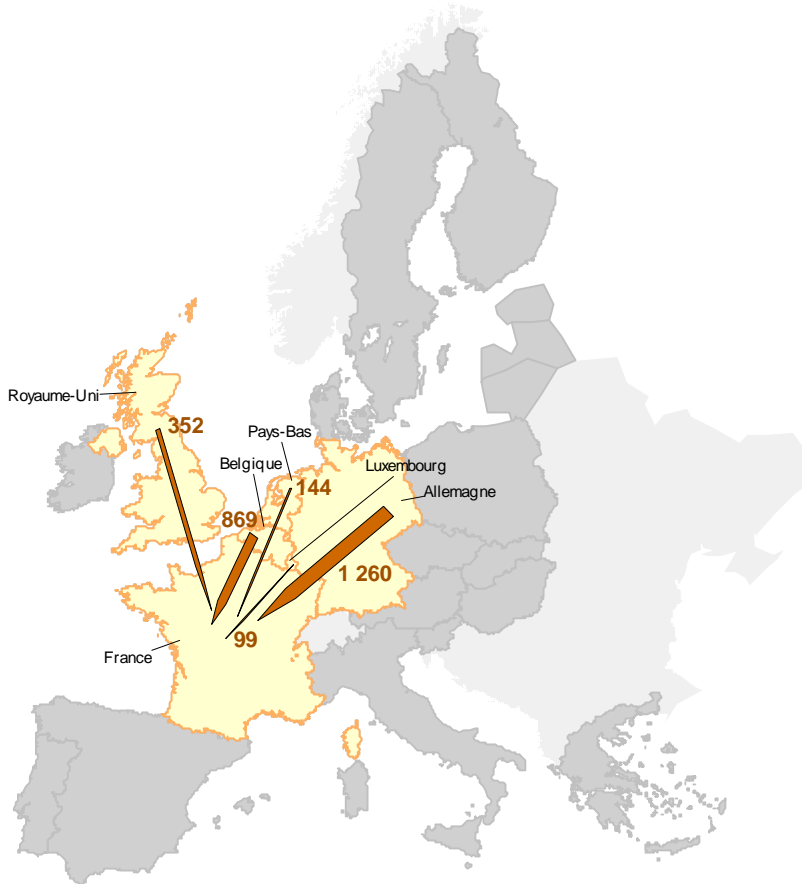 Royaume-Uni
352
Pays-Bas
Belgique
Luxembourg
144
Allemagne
869
1 260
99
France